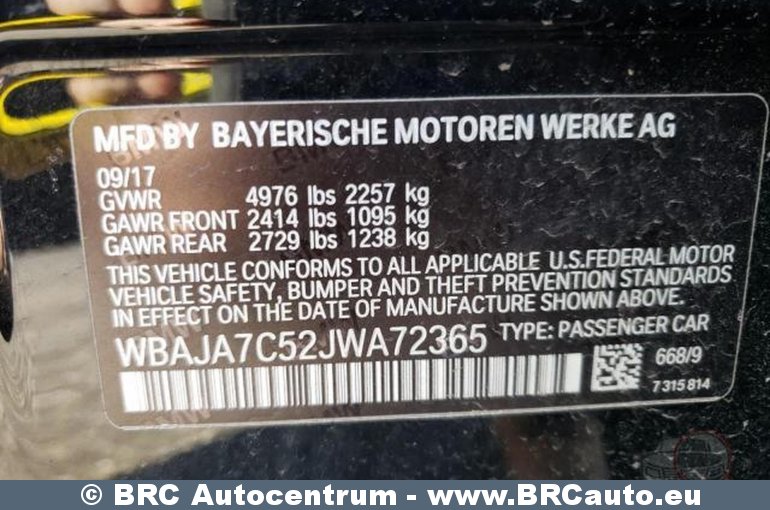 MFD BY BAYERISCHE MOTOREN WERKE AG
09/17
GVWR 4976 lbs 2257 kg
GAWR FRONT 2414 lbs 1095 kg
GAWR REAR 2729 lbs 1238 kg
THIS VEHICLE CONFORMS TO ALL APPLICABLE U.S.FEDERAL MOTOR
VEHICLE SAFETY, BUMPER AND THEFT PREVENTION STANDARDS
IN EFFECT ON THE DATE OF MANUFACTURE SHOWN ABOVE.
WBAJA7C52JWA72365 TYPE: PASSENGER CAR
668/9
7 315 814
© BRC Autocentrum - www.BRCauto.eu